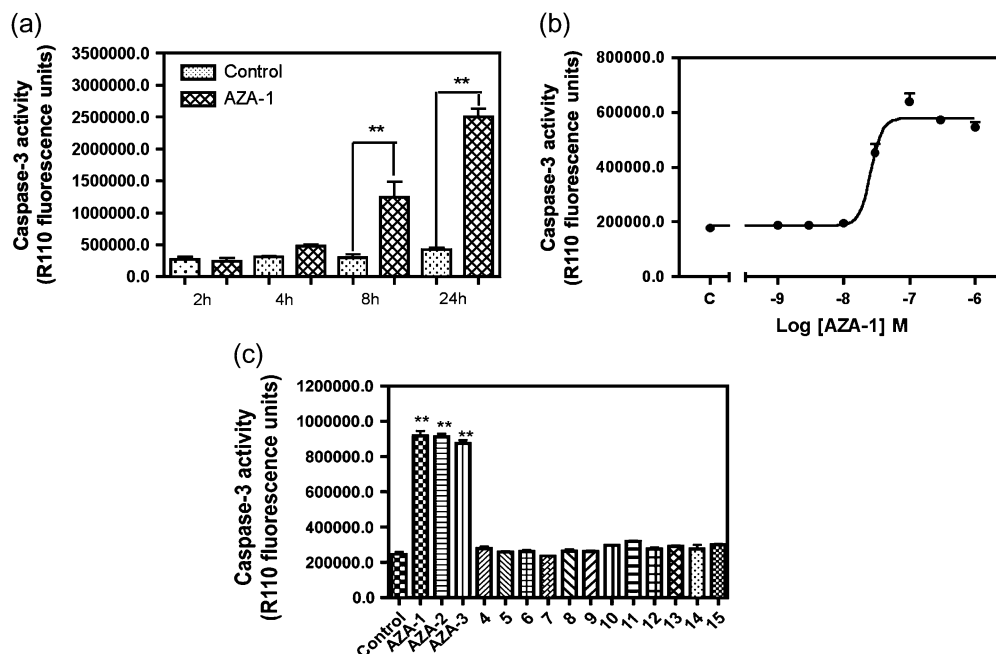 (a)
Caspase-3 activity
(R110 fluorescence units)
3500000.0
3000000.0
2500000.0
2000000.0
1500000.0
1000000.0
500000.0
0.0
Control
AZA-1
**
**
2h 4h 8h 24h
(b)
Caspase-3 activity
(R110 fluorescence units)
800000.0
600000.0
400000.0
200000.0
0.0
C -9 -8 -7 -6
Log [AZA-1] M
(c)
Caspase-3 activity
(R110 fluorescence units)
1200000.0
1000000.0
800000.0
600000.0
400000.0
200000.0
0.0
** ** **
Control AZA-1 AZA-2 AZA-3 4 5 6 7 8 9 10 11 12 13 14 15